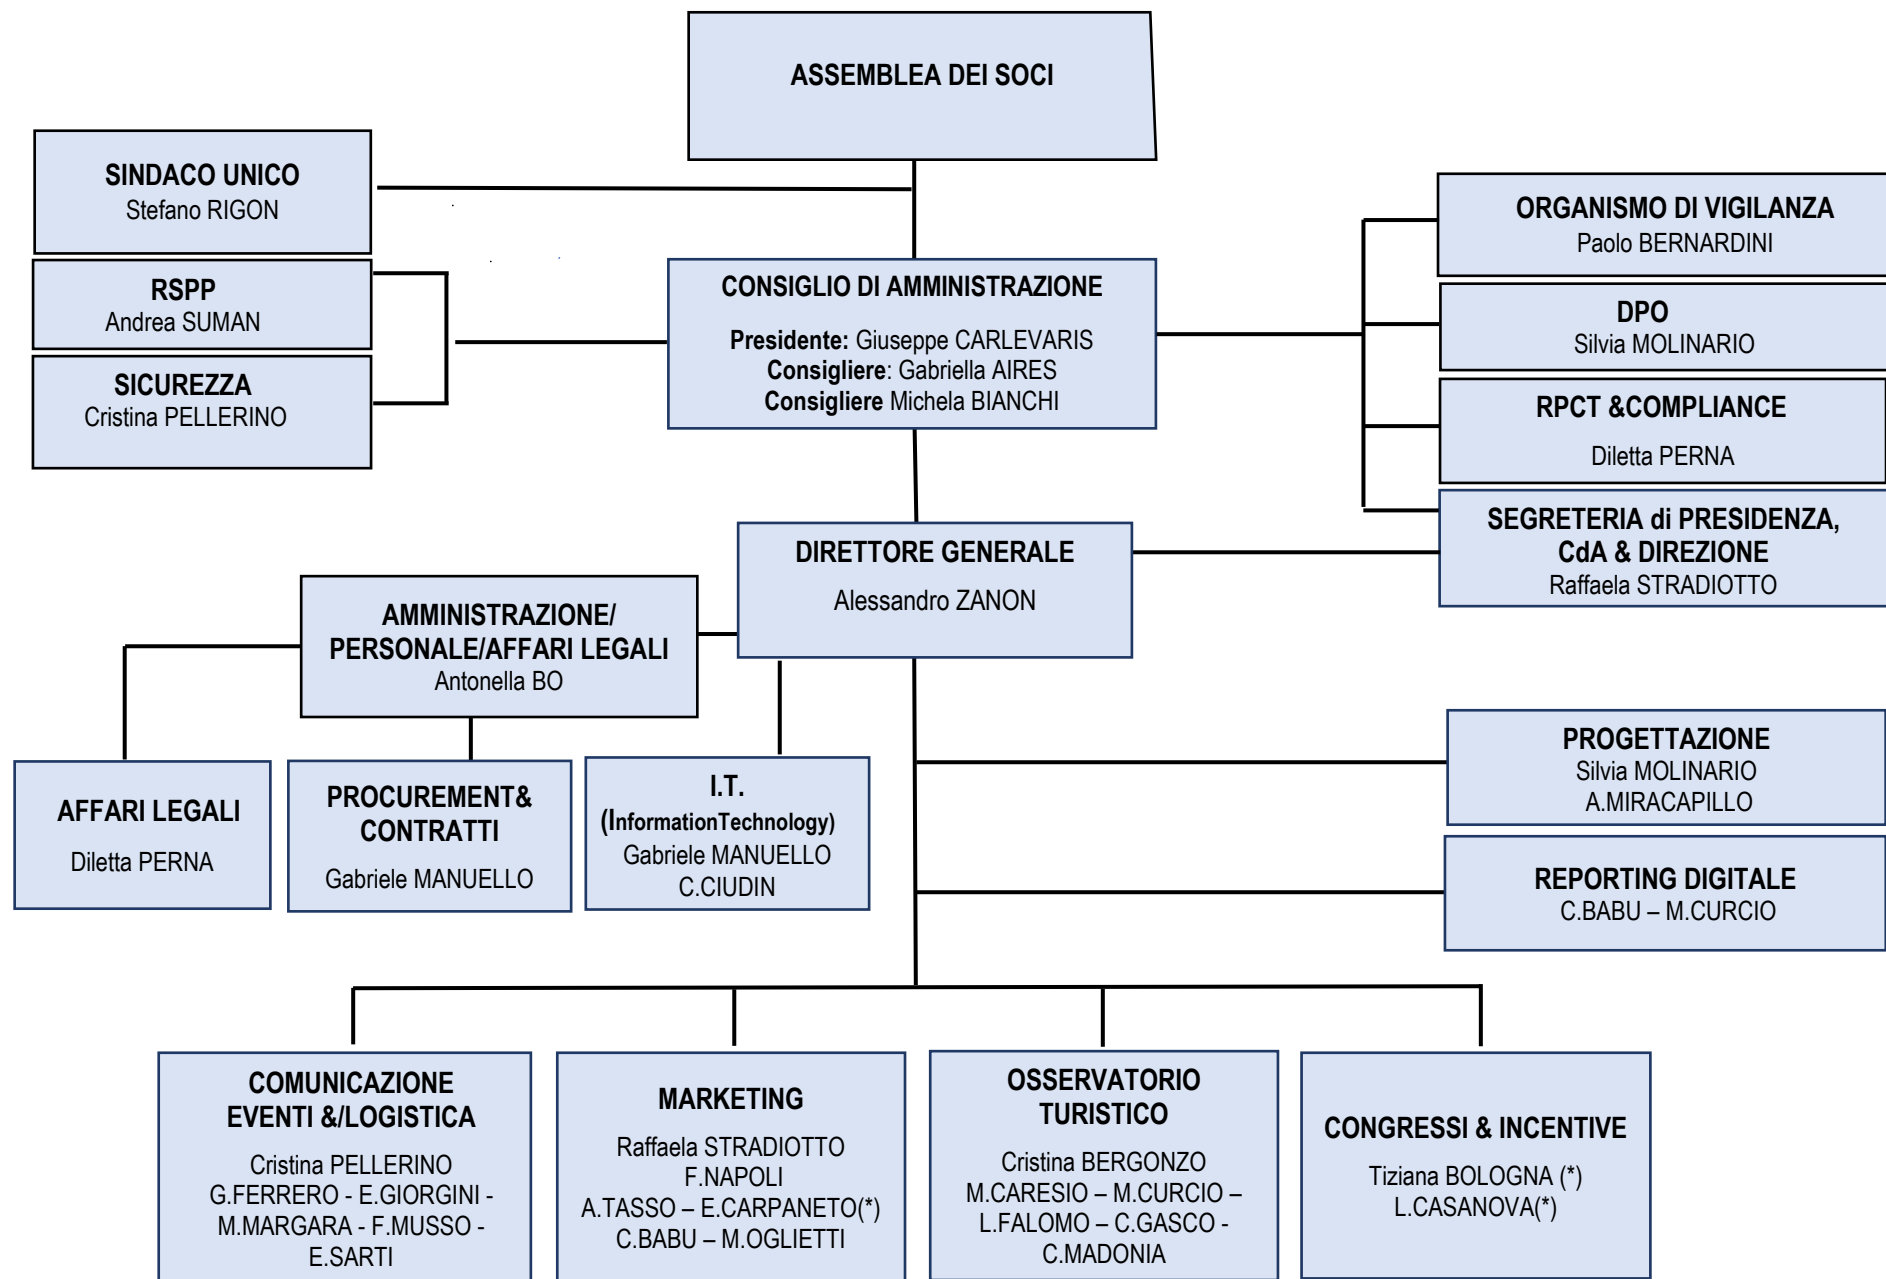 ASSEMBLEA DEI SOCI
SINDACO UNICO
Stefano RIGON
RSPP
Andrea SUMAN
SICUREZZA
Cristina PELLERINO
CONSIGLIO DI AMMINISTRAZIONE
Presidente: Giuseppe CARLEVARIS
Consigliere: Gabriella AIRES
Consigliere Michela BIANCHI
ORGANISMO DI VIGILANZA
Paolo BERNARDINI
DPO
Silvia MOLINARIO
RPCT &COMPLIANCE
Diletta PERNA
SEGRETERIA di PRESIDENZA,
CdA & DIREZIONE
Raffaela STRADIOTTO
DIRETTORE GENERALE
Alessandro ZANON
AMMINISTRAZIONE/
PERSONALE/AFFARI LEGALI
Antonella BO
AFFARI LEGALI
Diletta PERNA
PROCUREMENT&
CONTRATTI
Gabriele MANUELLO
I.T.
(InformationTechnology)
Gabriele MANUELLO
C.CIUDIN
PROGETTAZIONE
Silvia MOLINARIO
A.MIRACAPILLO
REPORTING DIGITALE
C.BABU – M.CURCIO
COMUNICAZIONE
EVENTI &/LOGISTICA
Cristina PELLERINO
G.FERRERO - E.GIORGINI -
M.MARGARA - F.MUSSO -
E.SARTI
MARKETING
Raffaela STRADIOTTO
F.NAPOLI
A.TASSO – E.CARPANETO(*)
C.BABU – M.OGLIETTI
OSSERVATORIO
TURISTICO
Cristina BERGONZO
M.CARESIO – M.CURCIO –
L.FALOMO – C.GASCO -
C.MADONIA
CONGRESSI & INCENTIVE
Tiziana BOLOGNA (*)
L.CASANOVA(*)